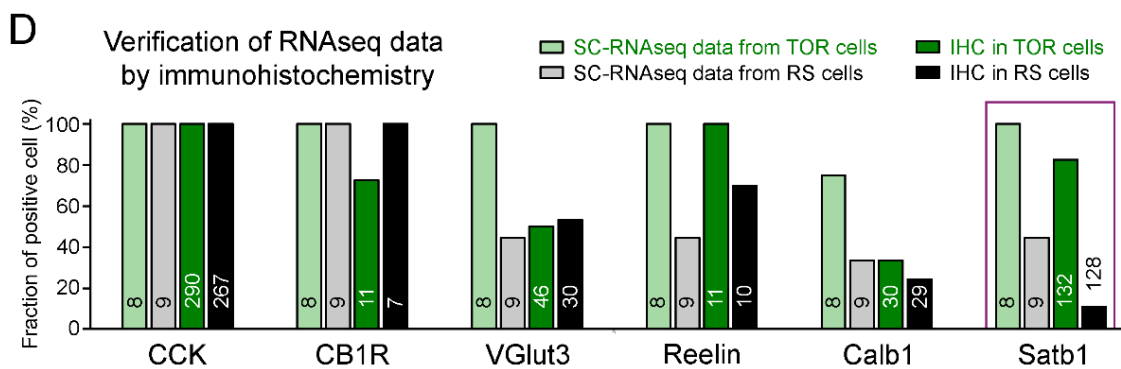 D
Verification of RNAseq data
by immunohistochemistry
SC-RNAseq data from TOR cells
IHC in TOR cells
SC-RNAseq data from RS cells
IHC in RS cells
Fraction of positive cell (%)
100
80
60
40
20
0
8 9 290 267
8 9 11 7
8 9 46 30
8 9 11 10
8 9 30 29
8 9 132 128
CCK CB1R VGlut3 Reelin Calb1 Satb1